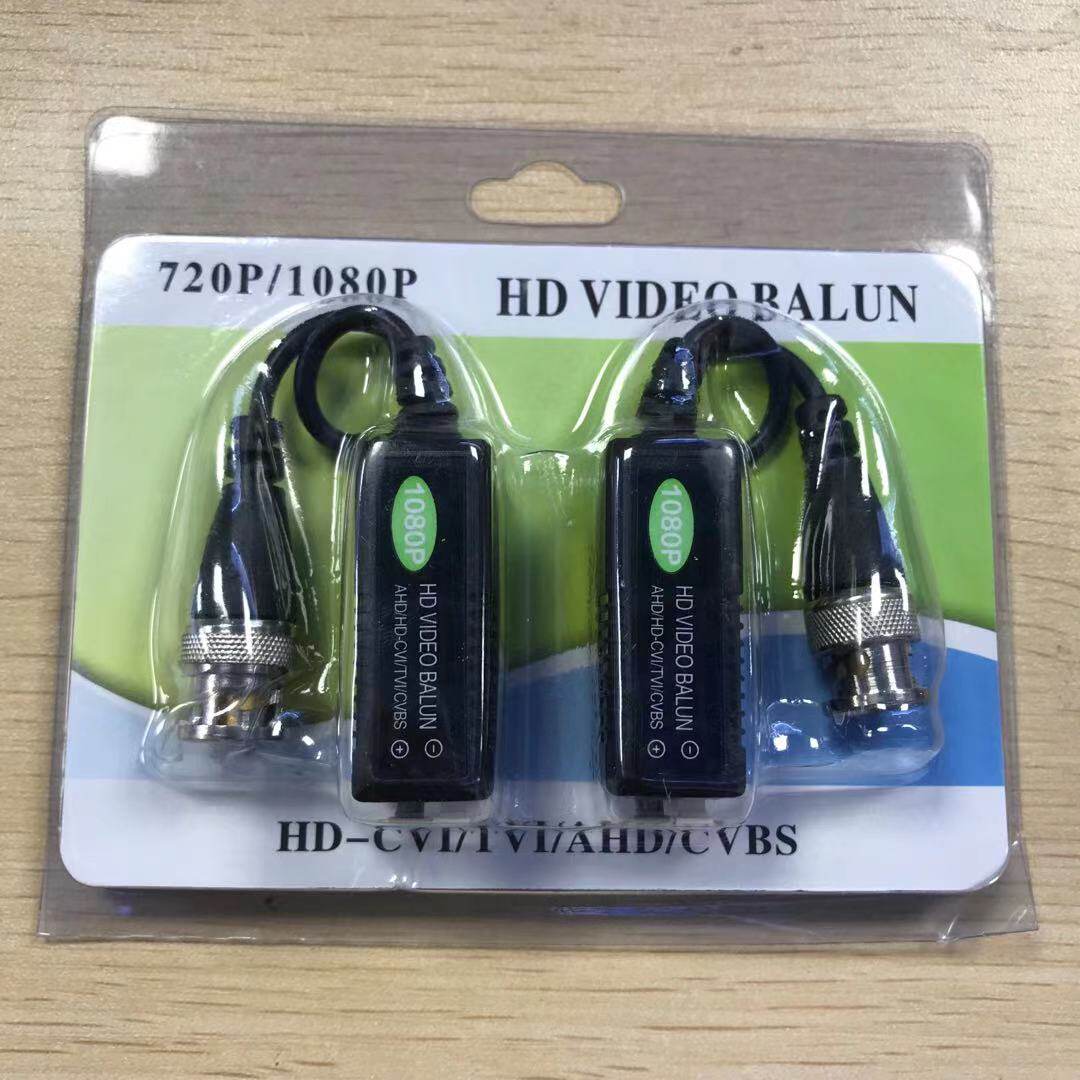 720P/1080P
HD VIDEO BALUN
1080P
HD VIDEO BALUN ⊖
AHD/HD-CVI/TVI/CVBS ⊕
1080P
HD VIDEO BALUN ⊖
AHD/HD-CVI/TVI/CVBS ⊕
HD-CVI/TVI/AHD/CVBS